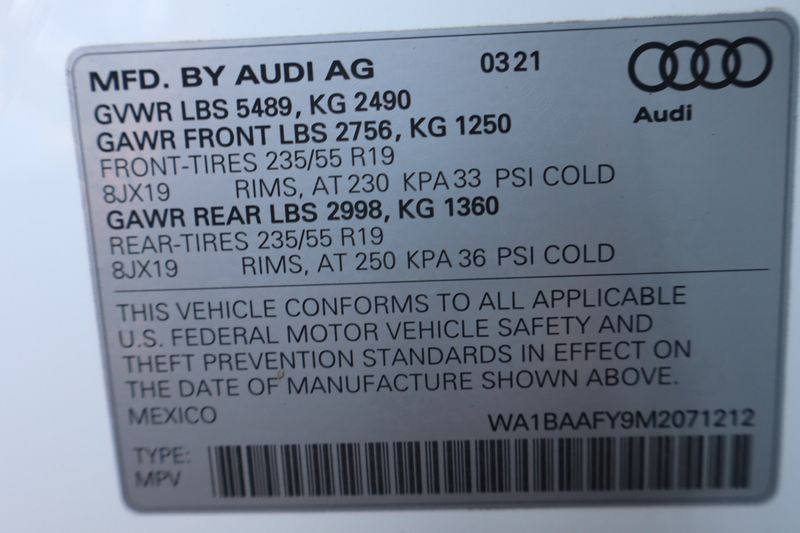 MFD. BY AUDI AG 0321
Audi
GVWR LBS 5489, KG 2490
GAWR FRONT LBS 2756, KG 1250
FRONT-TIRES 235/55 R19
8JX19 RIMS, AT 230 KPA 33 PSI COLD
GAWR REAR LBS 2998, KG 1360
REAR-TIRES 235/55 R19
8JX19 RIMS, AT 250 KPA 36 PSI COLD
THIS VEHICLE CONFORMS TO ALL APPLICABLE
U.S. FEDERAL MOTOR VEHICLE SAFETY AND
THEFT PREVENTION STANDARDS IN EFFECT ON
THE DATE OF MANUFACTURE SHOWN ABOVE.
MEXICO WA1BAAFY9M2071212
TYPE:
MPV